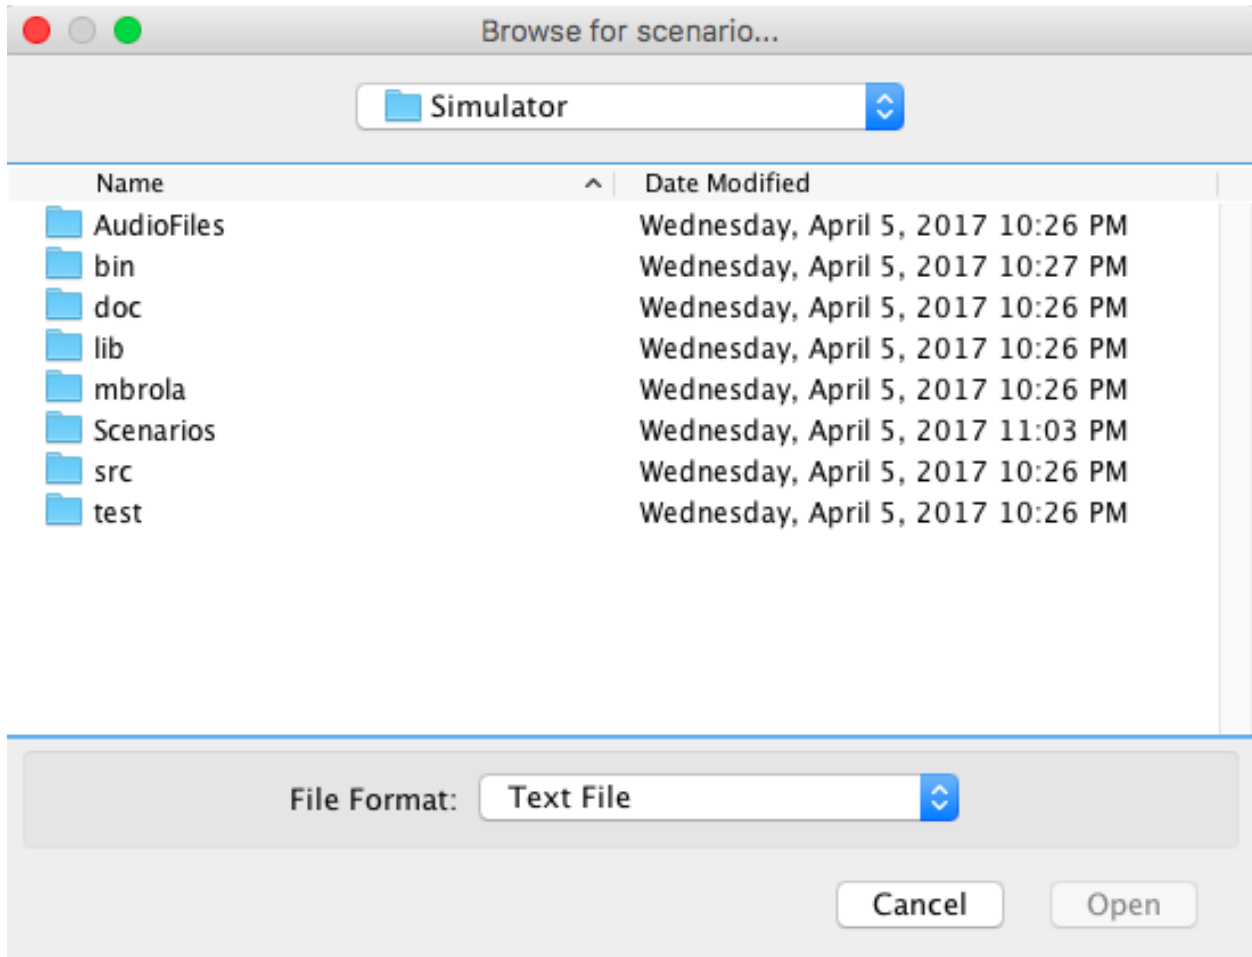 Browse for scenario...
Simulator
Name Date Modified
AudioFiles Wednesday, April 5, 2017 10:26 PM
bin Wednesday, April 5, 2017 10:27 PM
doc Wednesday, April 5, 2017 10:26 PM
lib Wednesday, April 5, 2017 10:26 PM
mbrola Wednesday, April 5, 2017 10:26 PM
Scenarios Wednesday, April 5, 2017 11:03 PM
src Wednesday, April 5, 2017 10:26 PM
test Wednesday, April 5, 2017 10:26 PM
File Format: Text File
Cancel Open